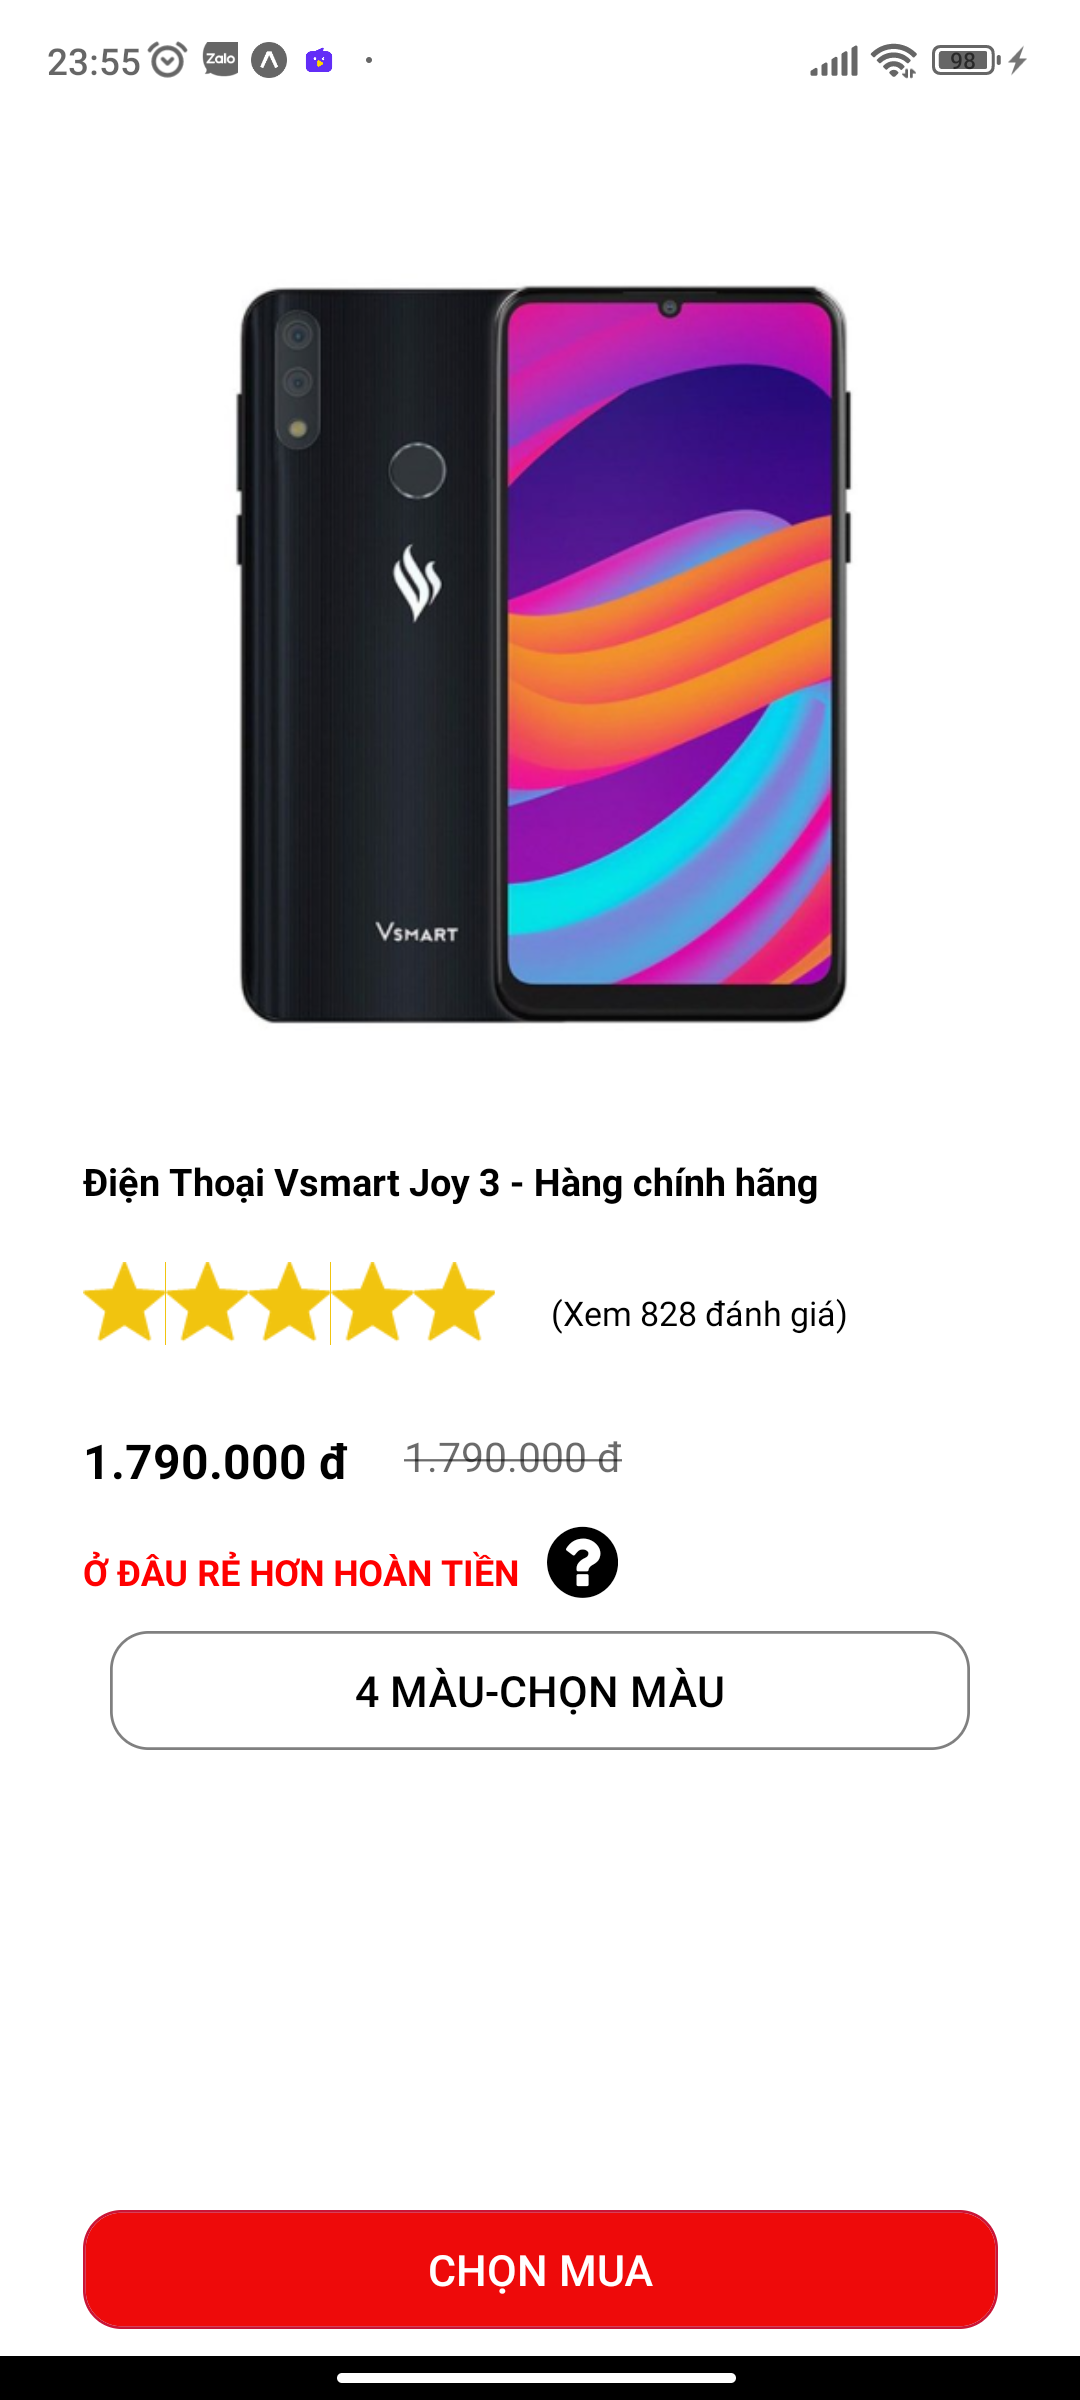 23:55 Zalo 98
VSMART
Điện Thoại Vsmart Joy 3 - Hàng chính hãng
(Xem 828 đánh giá)
1.790.000 đ 1.790.000 đ
Ở ĐÂU RẺ HƠN HOÀN TIỀN ?
4 MÀU-CHỌN MÀU
CHỌN MUA